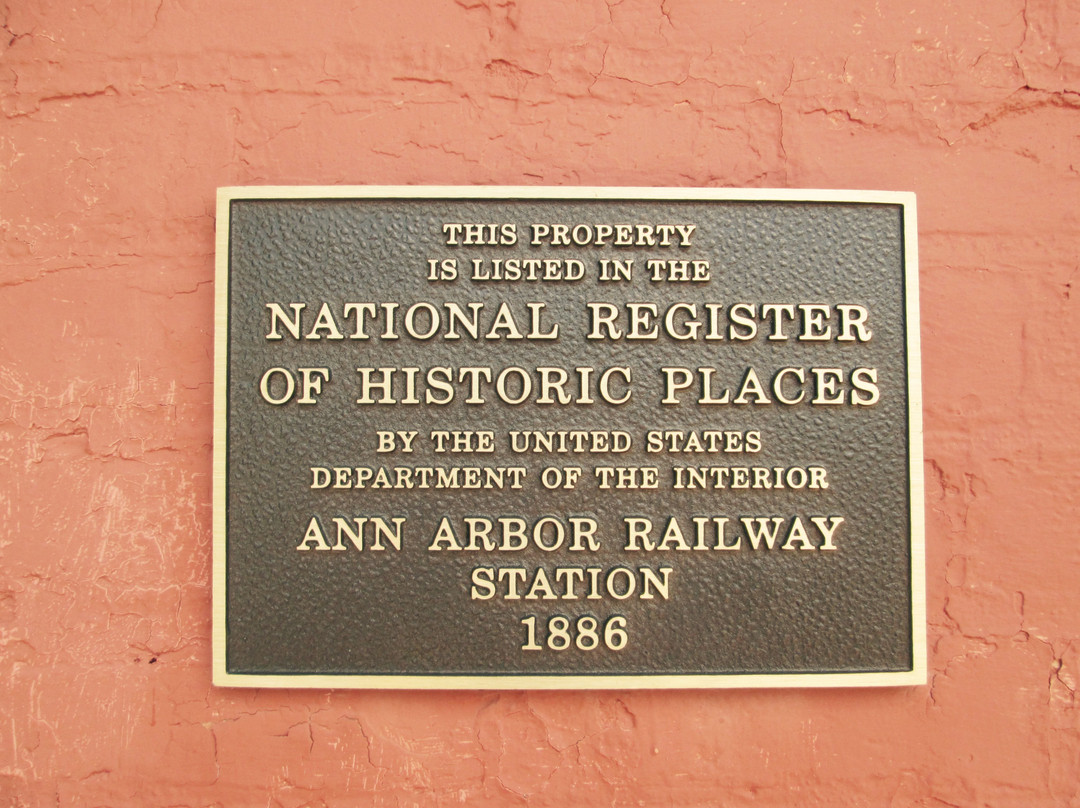 THIS PROPERTY
IS LISTED IN THE
NATIONAL REGISTER
OF HISTORIC PLACES
BY THE UNITED STATES
DEPARTMENT OF THE INTERIOR
ANN ARBOR RAILWAY
STATION
1886